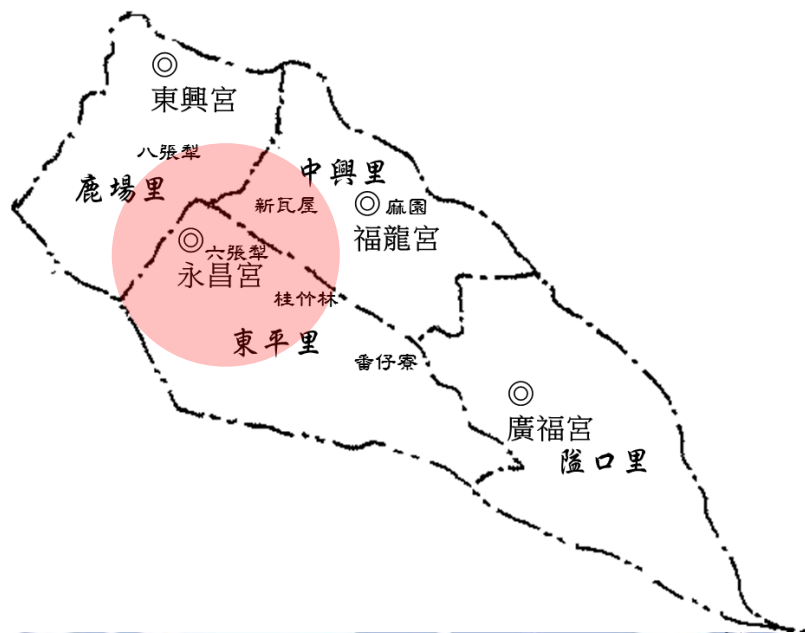 東興宮
八張犁
鹿場里
中興里
新瓦屋
麻園
福龍宮
六張犁
永昌宮
桂竹林
東平里
番仔寮
廣福宮
隘口里